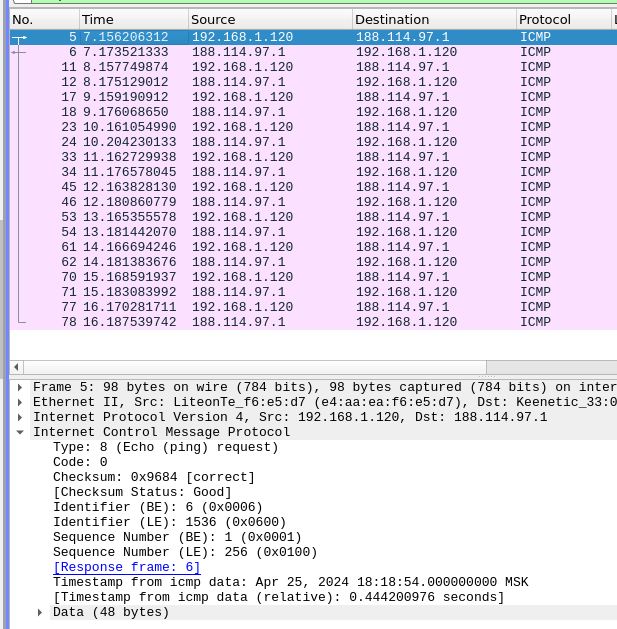 No. Time Source Destination Protocol
5 7.156206312 192.168.1.120 188.114.97.1 ICMP
6 7.173521333 188.114.97.1 192.168.1.120 ICMP
11 8.157749874 192.168.1.120 188.114.97.1 ICMP
12 8.175129012 188.114.97.1 192.168.1.120 ICMP
17 9.159190912 192.168.1.120 188.114.97.1 ICMP
18 9.176068650 188.114.97.1 192.168.1.120 ICMP
23 10.161054990 192.168.1.120 188.114.97.1 ICMP
24 10.204230133 188.114.97.1 192.168.1.120 ICMP
33 11.162729938 192.168.1.120 188.114.97.1 ICMP
34 11.176578045 188.114.97.1 192.168.1.120 ICMP
45 12.163828130 192.168.1.120 188.114.97.1 ICMP
46 12.180860779 188.114.97.1 192.168.1.120 ICMP
53 13.165355578 192.168.1.120 188.114.97.1 ICMP
54 13.181442070 188.114.97.1 192.168.1.120 ICMP
61 14.166694246 192.168.1.120 188.114.97.1 ICMP
62 14.181383676 188.114.97.1 192.168.1.120 ICMP
70 15.168591937 192.168.1.120 188.114.97.1 ICMP
71 15.183083992 188.114.97.1 192.168.1.120 ICMP
77 16.170281711 192.168.1.120 188.114.97.1 ICMP
78 16.187539742 188.114.97.1 192.168.1.120 ICMP
Frame 5: 98 bytes on wire (784 bits), 98 bytes captured (784 bits) on inter
Ethernet II, Src: LiteonTe_f6:e5:d7 (e4:aa:ea:f6:e5:d7), Dst: Keenetic_33:0
Internet Protocol Version 4, Src: 192.168.1.120, Dst: 188.114.97.1
Internet Control Message Protocol
Type: 8 (Echo (ping) request)
Code: 0
Checksum: 0x9684 [correct]
[Checksum Status: Good]
Identifier (BE): 6 (0x0006)
Identifier (LE): 1536 (0x0600)
Sequence Number (BE): 1 (0x0001)
Sequence Number (LE): 256 (0x0100)
[Response frame: 6]
Timestamp from icmp data: Apr 25, 2024 18:18:54.000000000 MSK
[Timestamp from icmp data (relative): 0.444200976 seconds]
Data (48 bytes)